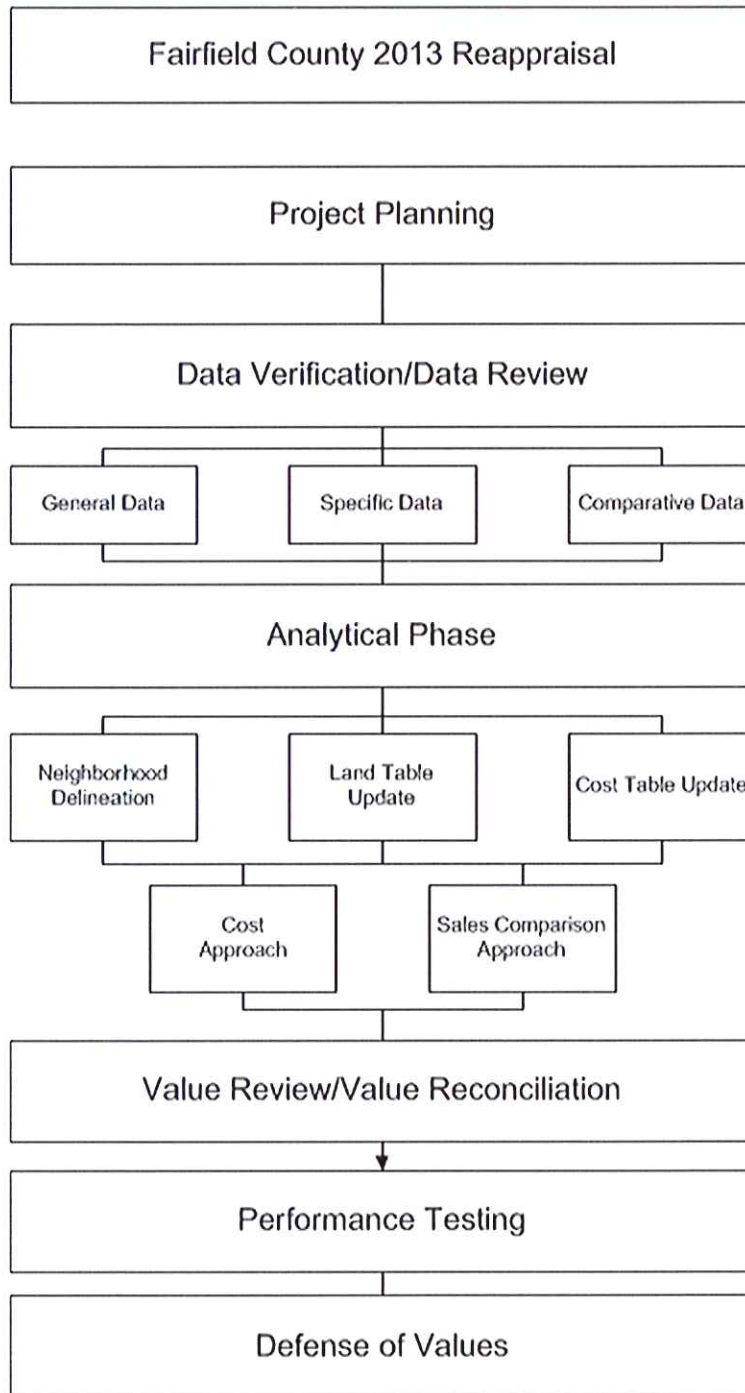 Fairfield County 2013 Reappraisal
Project Planning
Data Verification/Data Review
General Data
Specific Data
Comparative Data
Analytical Phase
Neighborhood
Delineation
Land Table
Update
Cost Table Update
Cost
Approach
Sales Comparison
Approach
Value Review/Value Reconciliation
Performance Testing
Defense of Values